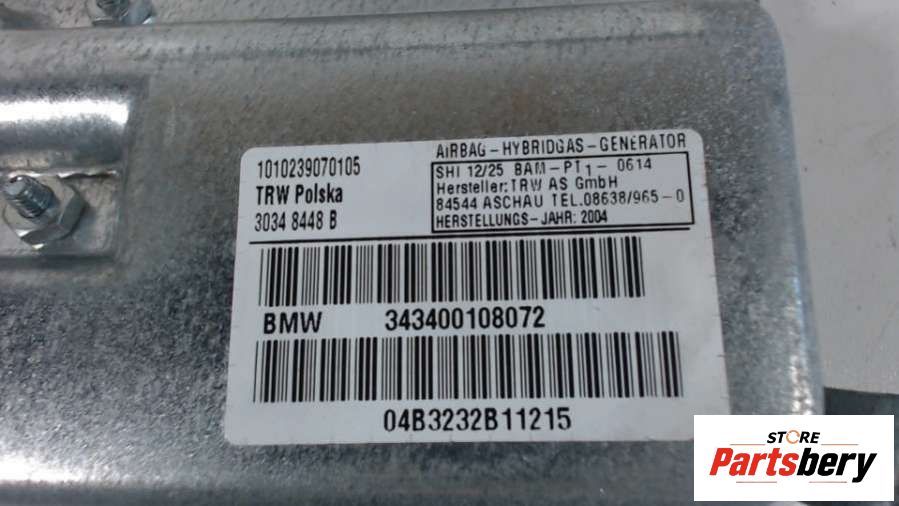 1010239070105
TRW Polska
3034 8448 B
AIRBAG-HYBRIDGAS-GENERATOR
SHI 12/25 BAM-PT1-0614
Hersteller: TRW AS GmbH
84544 ASCHAU TEL.08638/965-0
HERSTELLUNGS-JAHR: 2004
BMW 343400108072
04B3232B11215
STORE
Partsbery